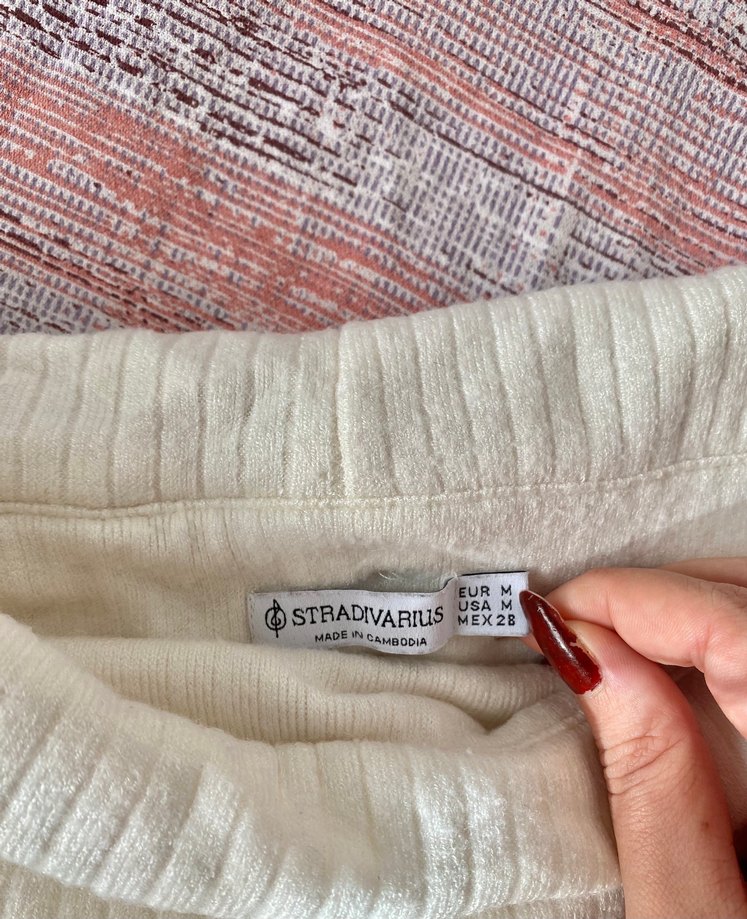 STRADIVARIUS
MADE IN CAMBODIA
EUR M
USA M
MEX 28